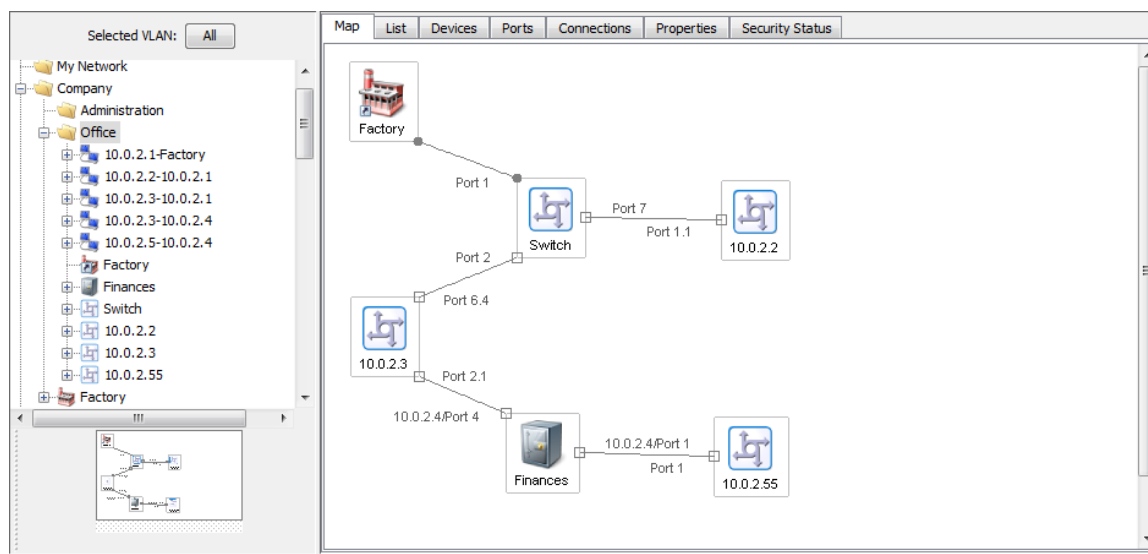 Selected VLAN: All
My Network
Company
Administration
Office
10.0.2.1-Factory
10.0.2.2-10.0.2.1
10.0.2.3-10.0.2.1
10.0.2.3-10.0.2.4
10.0.2.5-10.0.2.4
Factory
Finances
Switch
10.0.2.2
10.0.2.3
10.0.2.55
Factory
Map List Devices Ports Connections Properties Security Status
Factory
Port 1
Switch
Port 7
Port 1.1
10.0.2.2
Port 2
Port 6.4
10.0.2.3
Port 2.1
10.0.2.4/Port 4
Finances
10.0.2.4/Port 1
Port 1
10.0.2.55